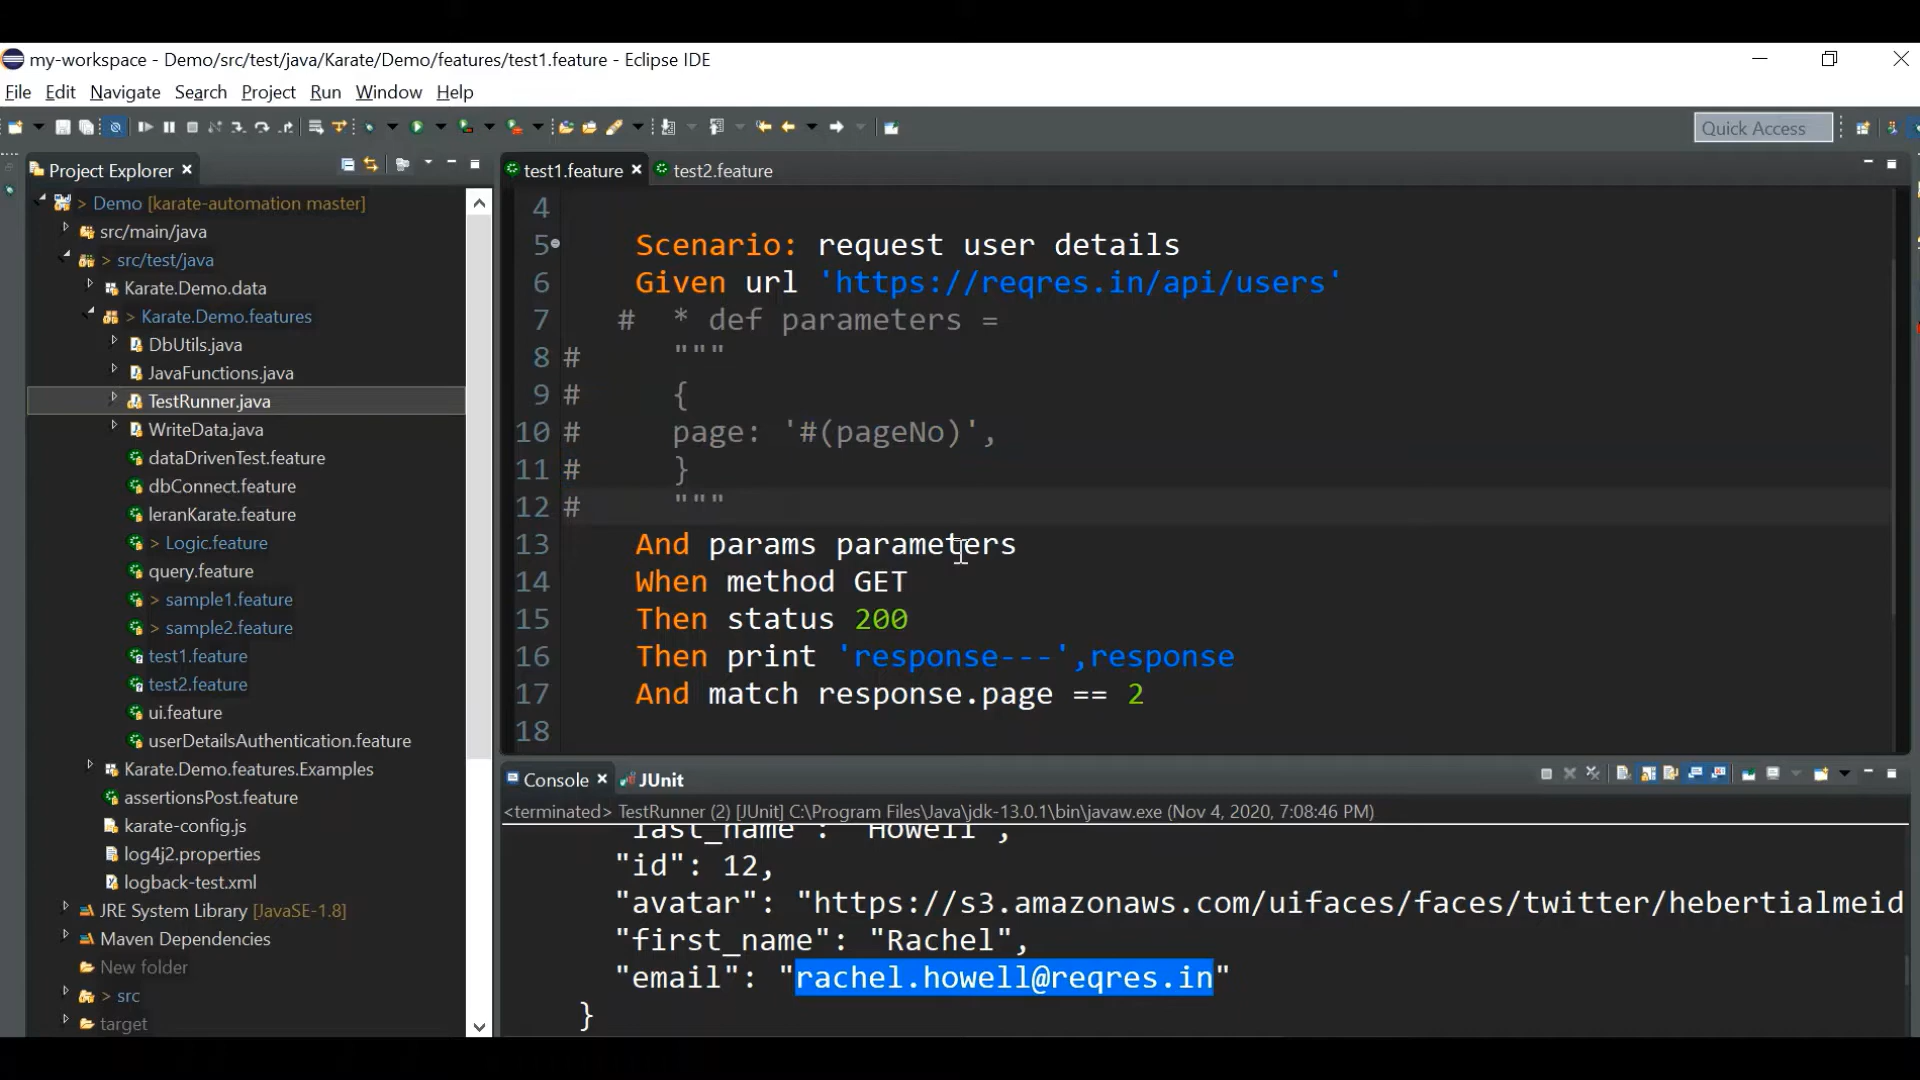 my-workspace - Demo/src/test/java/Karate/Demo/features/test1.feature - Eclipse IDE
File Edit Navigate Search Project Run Window Help
Quick Access
Project Explorer
> Demo [karate-automation master]
src/main/java
> src/test/java
Karate.Demo.data
> Karate.Demo.features
DbUtils.java
JavaFunctions.java
TestRunner.java
WriteData.java
dataDrivenTest.feature
dbConnect.feature
leranKarate.feature
> Logic.feature
query.feature
> sample1.feature
> sample2.feature
test1.feature
test2.feature
ui.feature
userDetailsAuthentication.feature
Karate.Demo.features.Examples
assertionsPost.feature
karate-config.js
log4j2.properties
logback-test.xml
JRE System Library [JavaSE-1.8]
Maven Dependencies
New folder
> src
target
test1.feature test2.feature
4
5 Scenario: request user details
6 Given url 'https://reqres.in/api/users'
7 # * def parameters =
8 # """
9 # {
10 # page: '#(pageNo)',
11 # }
12 # """
13 And params parameters
14 When method GET
15 Then status 200
16 Then print 'response---',response
17 And match response.page == 2
18
Console JUnit
<terminated> TestRunner (2) [JUnit] C:\Program Files\Java\jdk-13.0.1\bin\javaw.exe (Nov 4, 2020, 7:08:46 PM)
"last_name": "Howell",
"id": 12,
"avatar": "https://s3.amazonaws.com/uifaces/faces/twitter/hebertialmeid
"first_name": "Rachel",
"email": "rachel.howell@reqres.in"
}